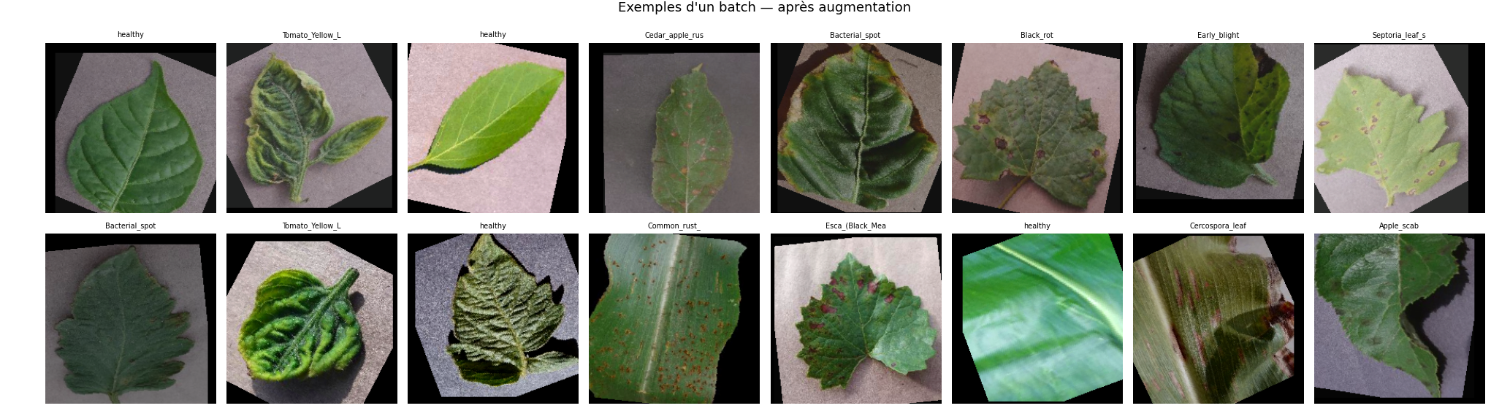 Exemples d'un batch — après augmentation
healthy Tomato_Yellow_L healthy Cedar_apple_rus Bacterial_spot Black_rot Early_blight Septoria_leaf_s
Bacterial_spot Tomato_Yellow_L healthy Common_rust_ Esca_(Black_Mea healthy Cercospora_leaf Apple_scab